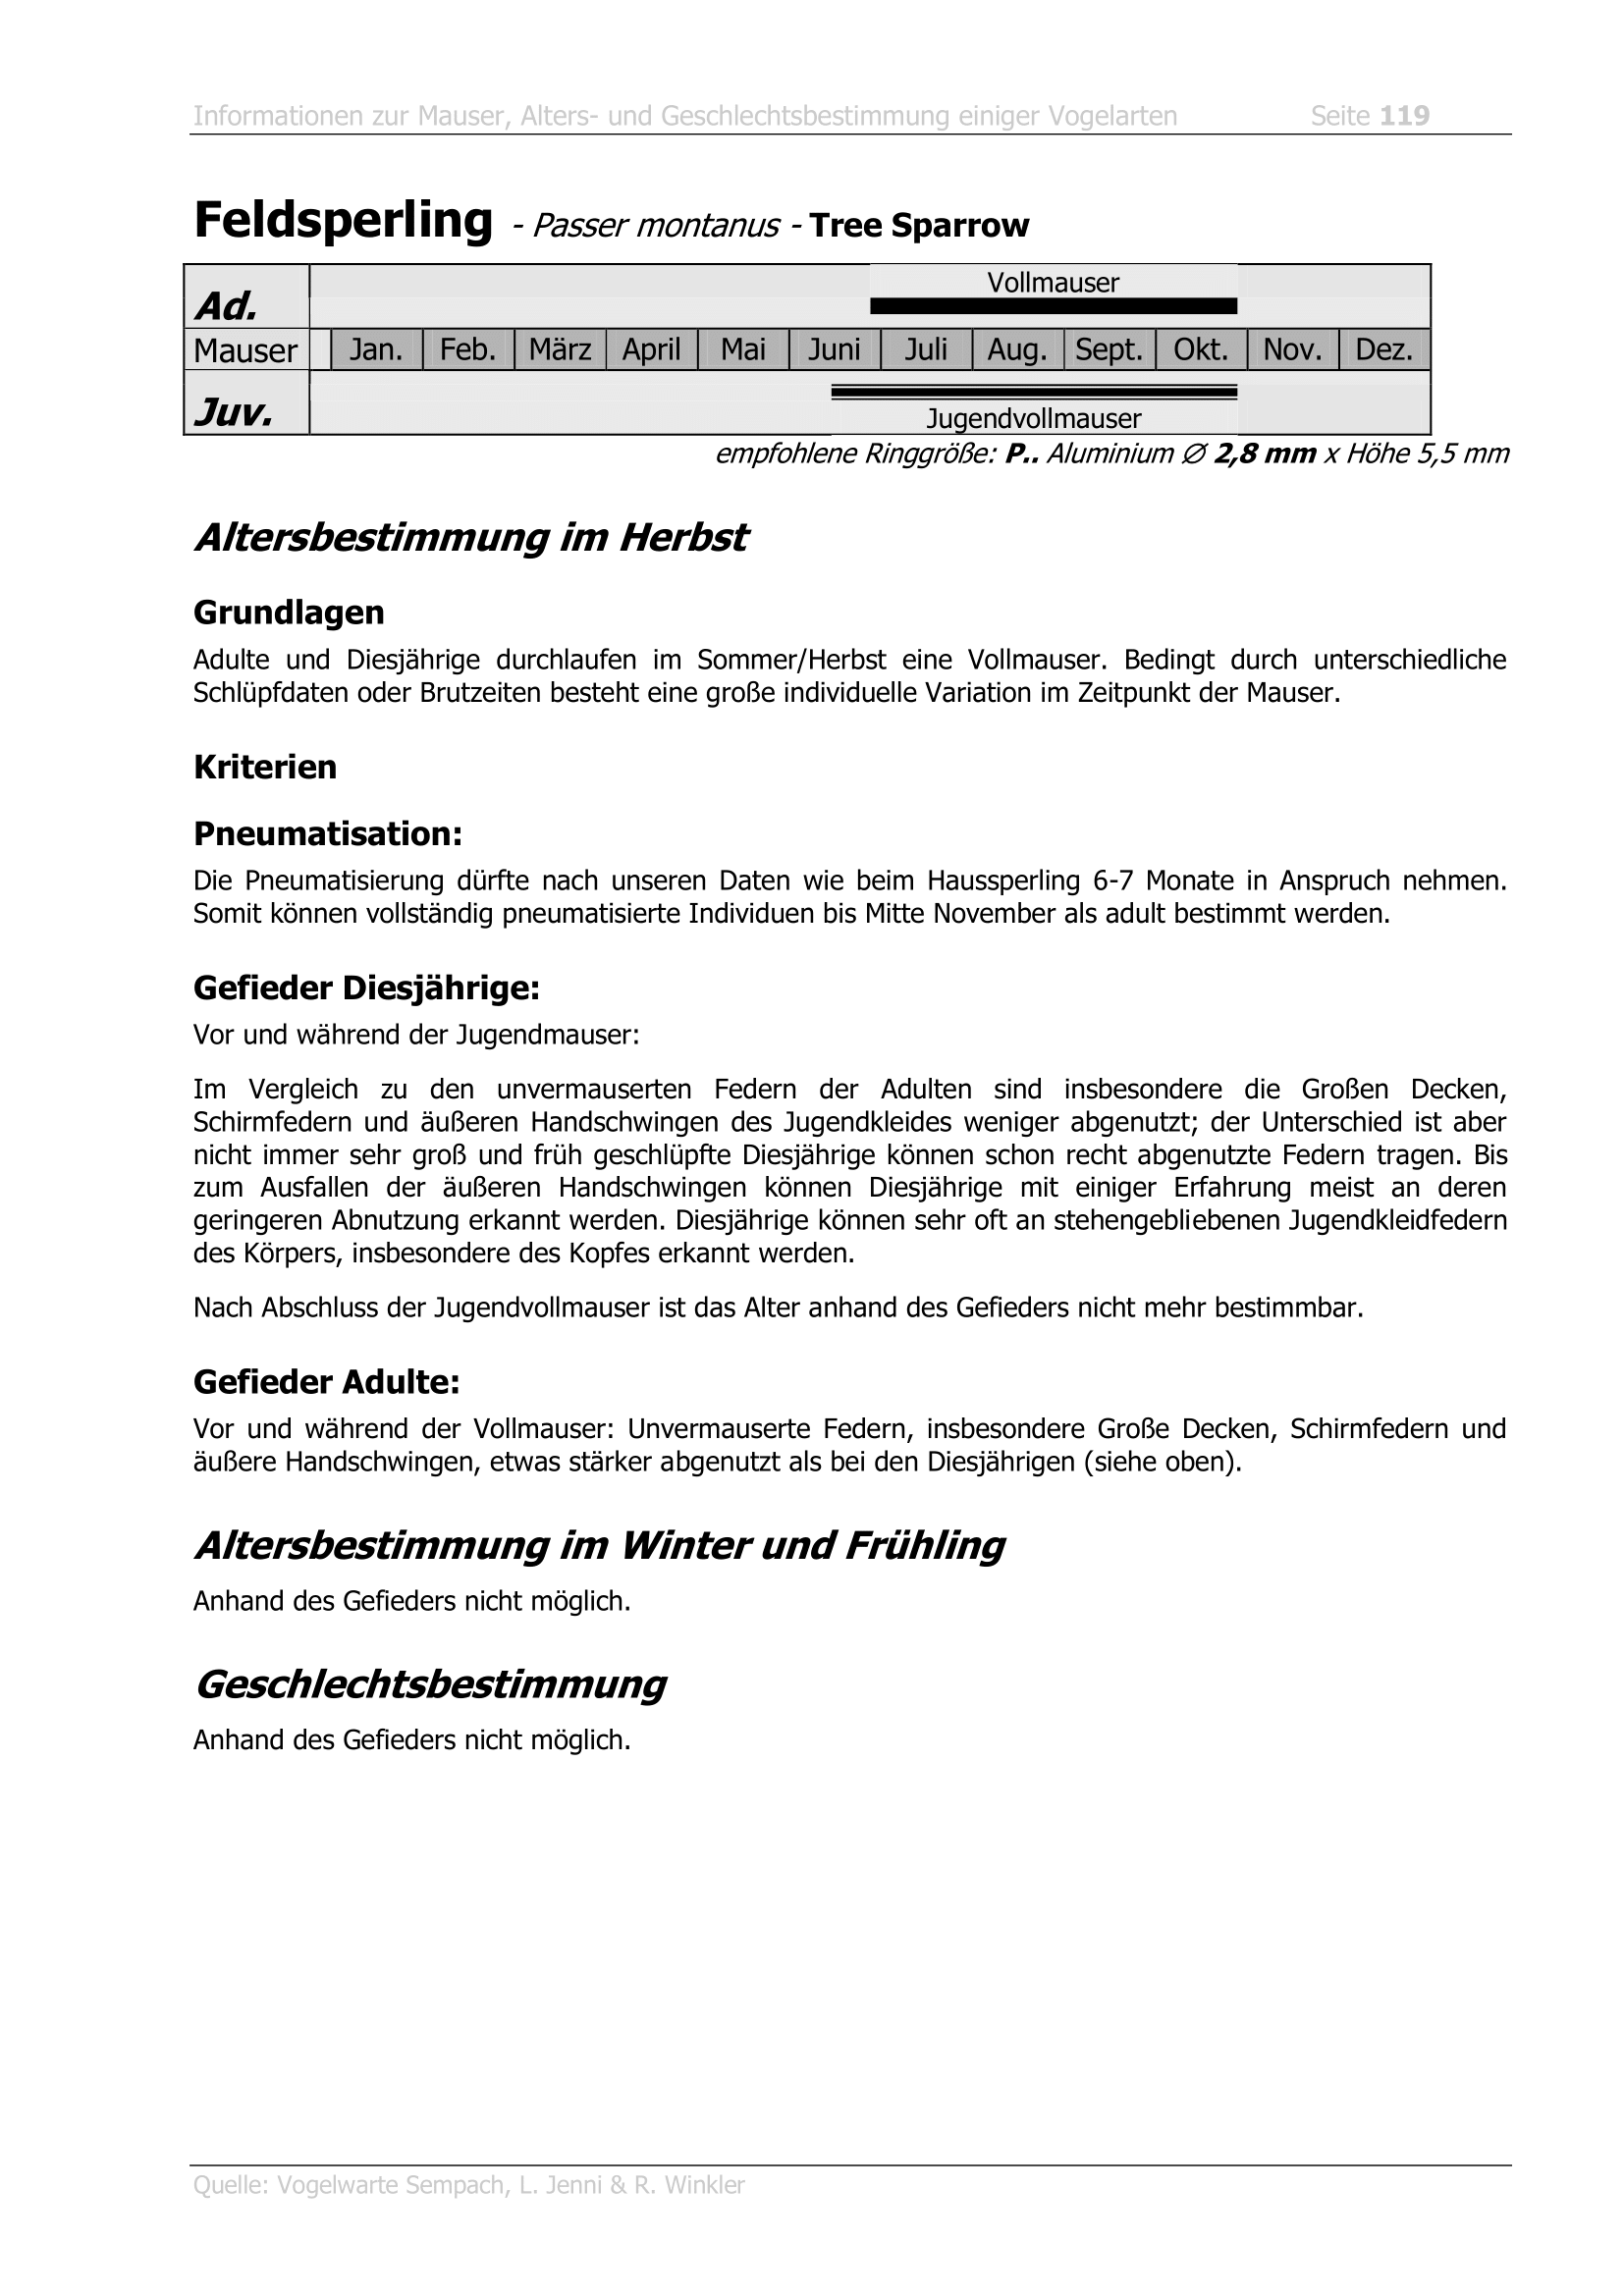 Informationen zur Mauser, Alters- und Geschlechtsbestimmung einiger Vogelarten Seite 119
Feldsperling - Passer montanus - Tree Sparrow
Vollmauser
Ad.
Mauser Jan. Feb. März April Mai Juni Juli Aug. Sept. Okt. Nov. Dez.
Juv.
Jugendvollmauser
empfohlene Ringgröße: P.. Aluminium ∅ 2,8 mm x Höhe 5,5 mm
Altersbestimmung im Herbst
Grundlagen
Adulte und Diesjährige durchlaufen im Sommer/Herbst eine Vollmauser. Bedingt durch unterschiedliche
Schlüpfdaten oder Brutzeiten besteht eine große individuelle Variation im Zeitpunkt der Mauser.
Kriterien
Pneumatisation:
Die Pneumatisierung dürfte nach unseren Daten wie beim Haussperling 6-7 Monate in Anspruch nehmen.
Somit können vollständig pneumatisierte Individuen bis Mitte November als adult bestimmt werden.
Gefieder Diesjährige:
Vor und während der Jugendmauser:
Im Vergleich zu den unvermauserten Federn der Adulten sind insbesondere die Großen Decken,
Schirmfedern und äußeren Handschwingen des Jugendkleides weniger abgenutzt; der Unterschied ist aber
nicht immer sehr groß und früh geschlüpfte Diesjährige können schon recht abgenutzte Federn tragen. Bis
zum Ausfallen der äußeren Handschwingen können Diesjährige mit einiger Erfahrung meist an deren
geringeren Abnutzung erkannt werden. Diesjährige können sehr oft an stehengebliebenen Jugendkleidfedern
des Körpers, insbesondere des Kopfes erkannt werden.
Nach Abschluss der Jugendvollmauser ist das Alter anhand des Gefieders nicht mehr bestimmbar.
Gefieder Adulte:
Vor und während der Vollmauser: Unvermauserte Federn, insbesondere Große Decken, Schirmfedern und
äußere Handschwingen, etwas stärker abgenutzt als bei den Diesjährigen (siehe oben).
Altersbestimmung im Winter und Frühling
Anhand des Gefieders nicht möglich.
Geschlechtsbestimmung
Anhand des Gefieders nicht möglich.
Quelle: Vogelwarte Sempach, L. Jenni & R. Winkler